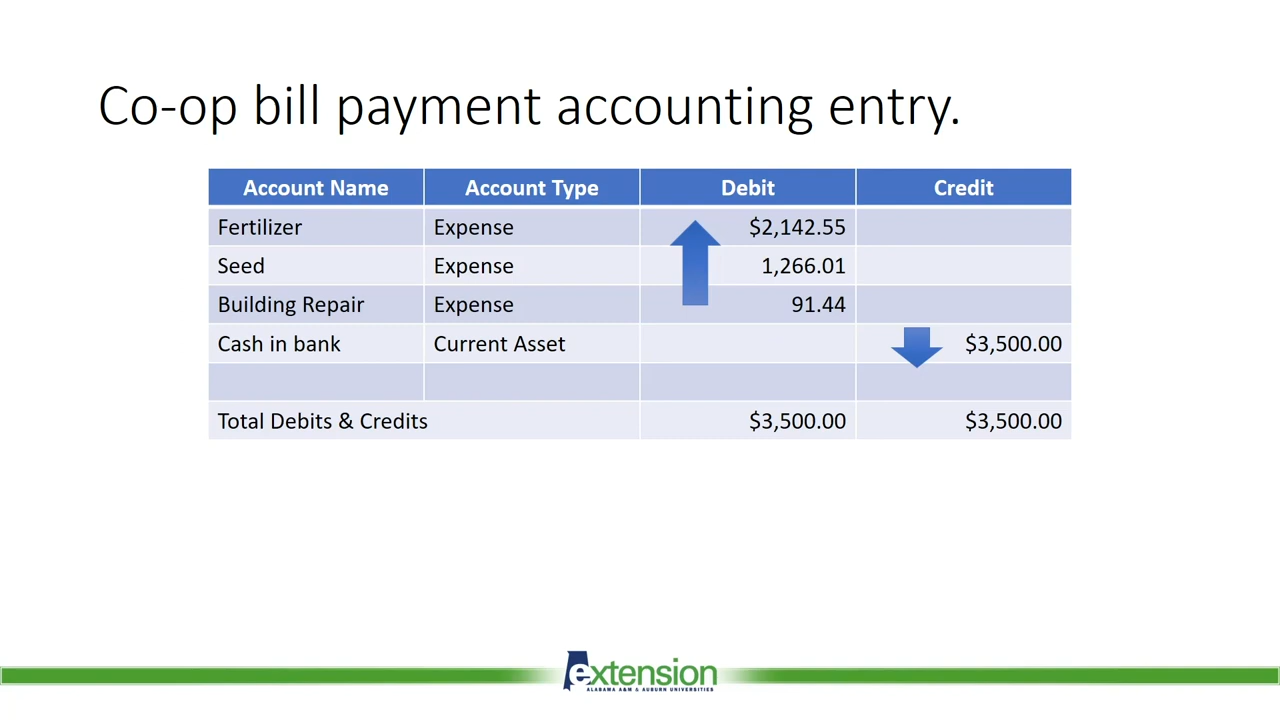 Co-op bill payment accounting entry.
Account Name Account Type Debit Credit
Fertilizer Expense $2,142.55
Seed Expense 1,266.01
Building Repair Expense 91.44
Cash in bank Current Asset $3,500.00
Total Debits & Credits $3,500.00 $3,500.00
extension
ALABAMA A&M & AUBURN UNIVERSITIES